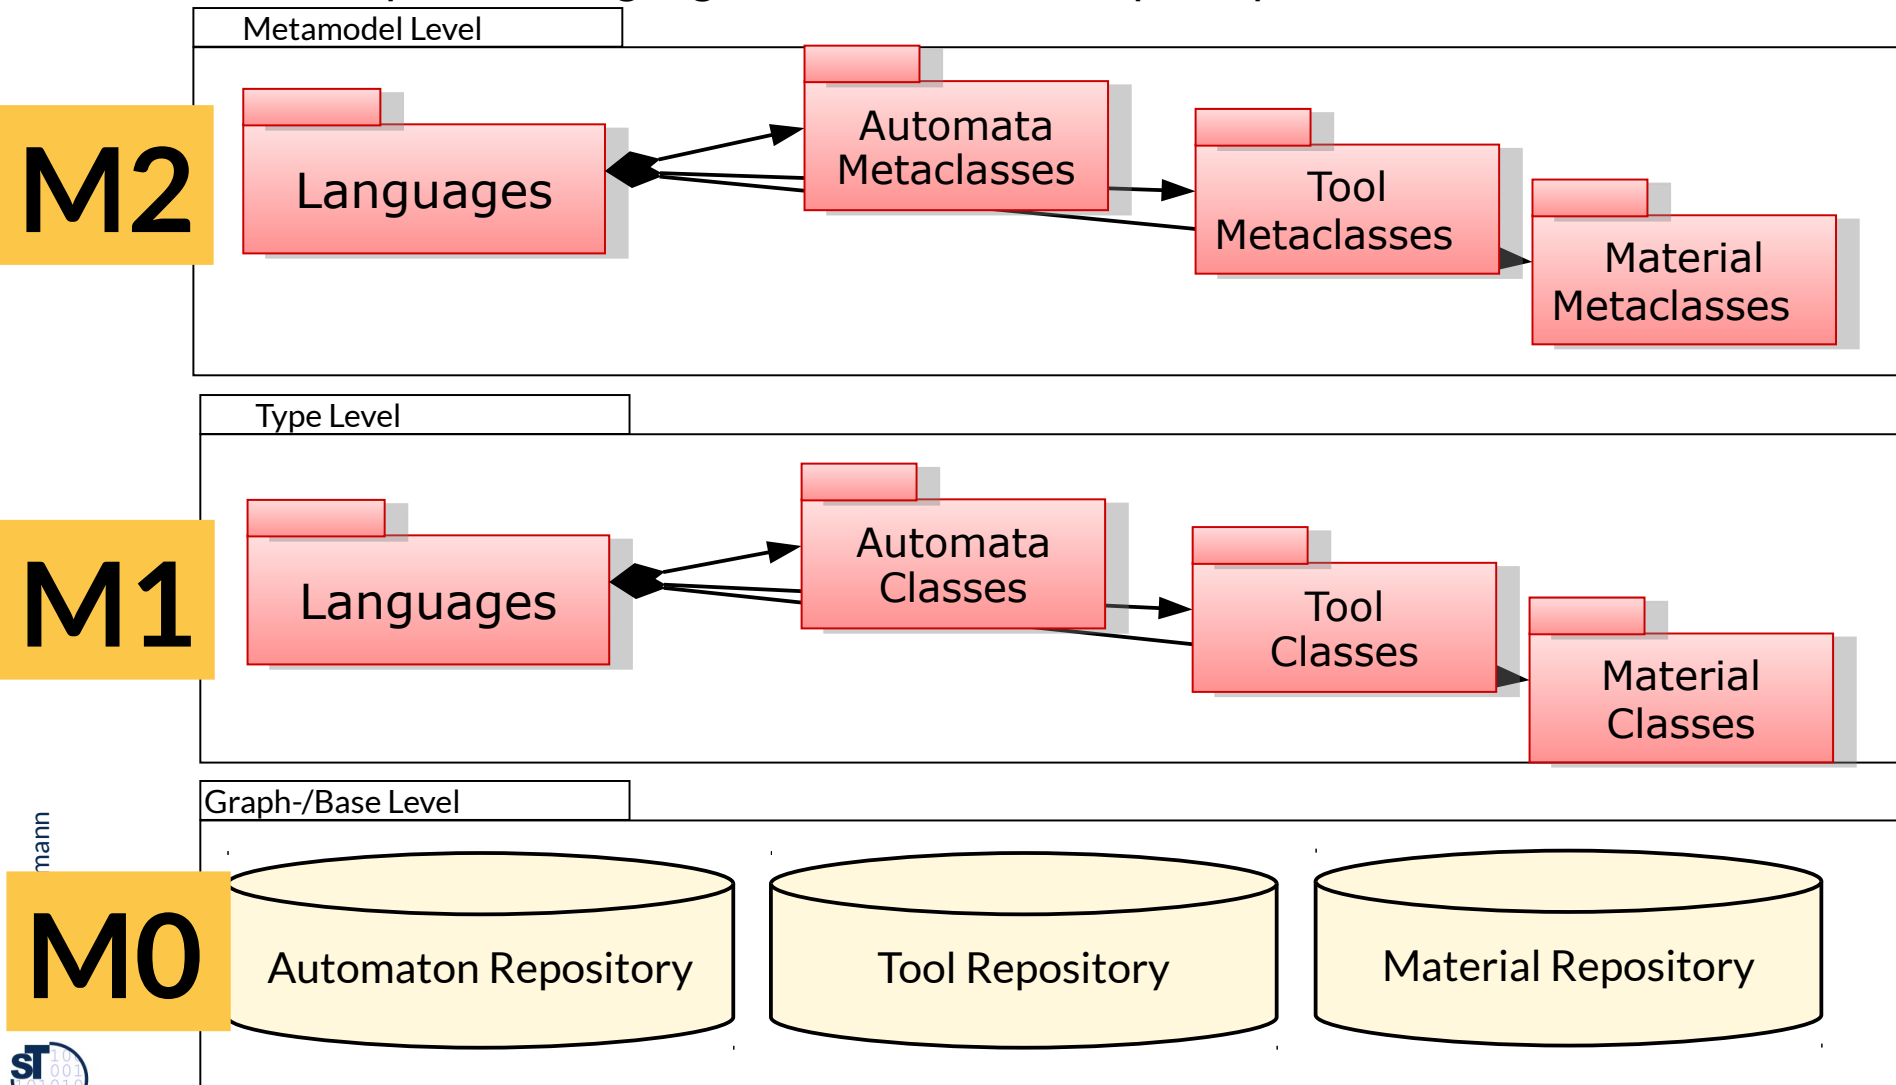 Metamodel Level
M2
Languages
Automata
Metaclasses
Tool
Metaclasses
Material
Metaclasses
Type Level
M1
Languages
Automata
Classes
Tool
Classes
Material
Classes
Graph-/Base Level
mann
M0
Automaton Repository
Tool Repository
Material Repository
sT